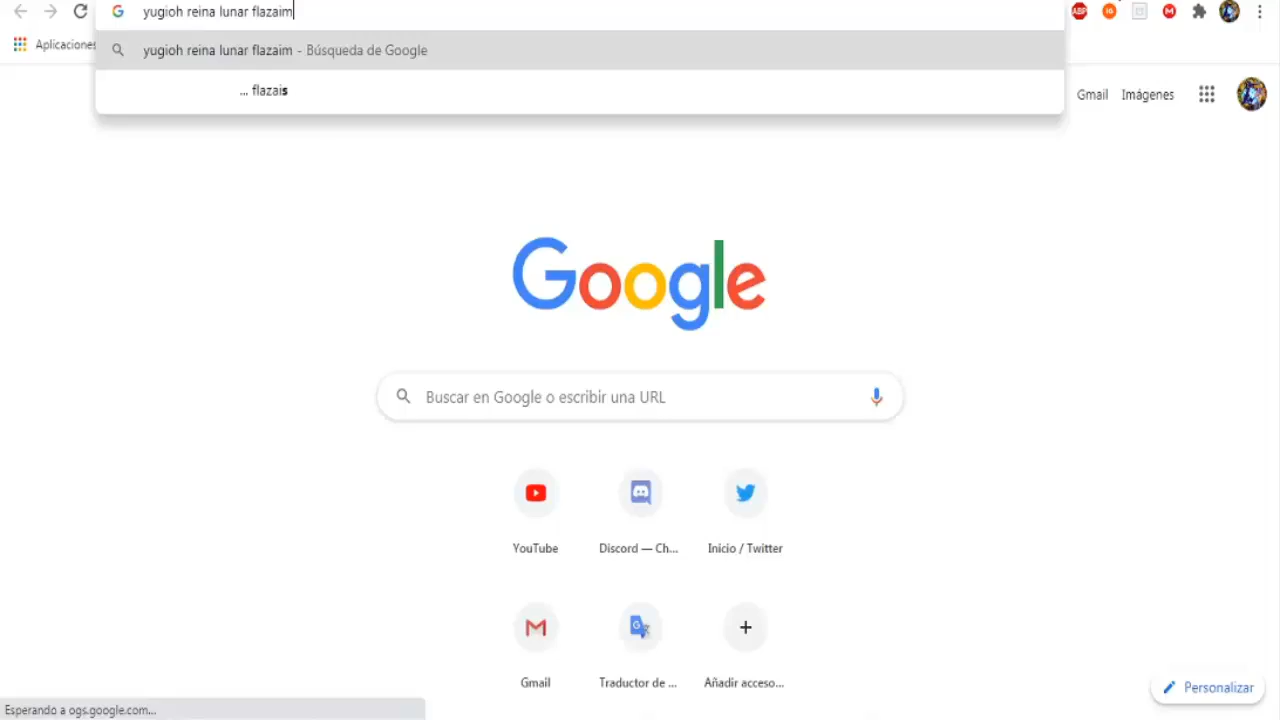 yugioh reina lunar flazaim
Aplicaciones
yugioh reina lunar flazaim - Búsqueda de Google
... flazais
ABP
Gmail Imágenes
Google
Buscar en Google o escribir una URL
YouTube
Discord — Ch...
Inicio / Twitter
Gmail
Traductor de ...
Añadir acceso...
Personalizar
Esperando a ogs.google.com...